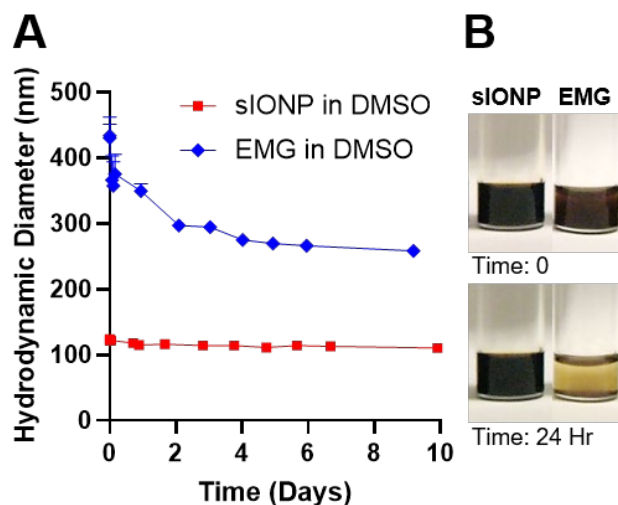 A
B
Hydrodynamic Diameter (nm)
500
400
300
200
100
0
sIONP in DMSO
EMG in DMSO
0 2 4 6 8 10
Time (Days)
sIONP EMG
Time: 0
Time: 24 Hr